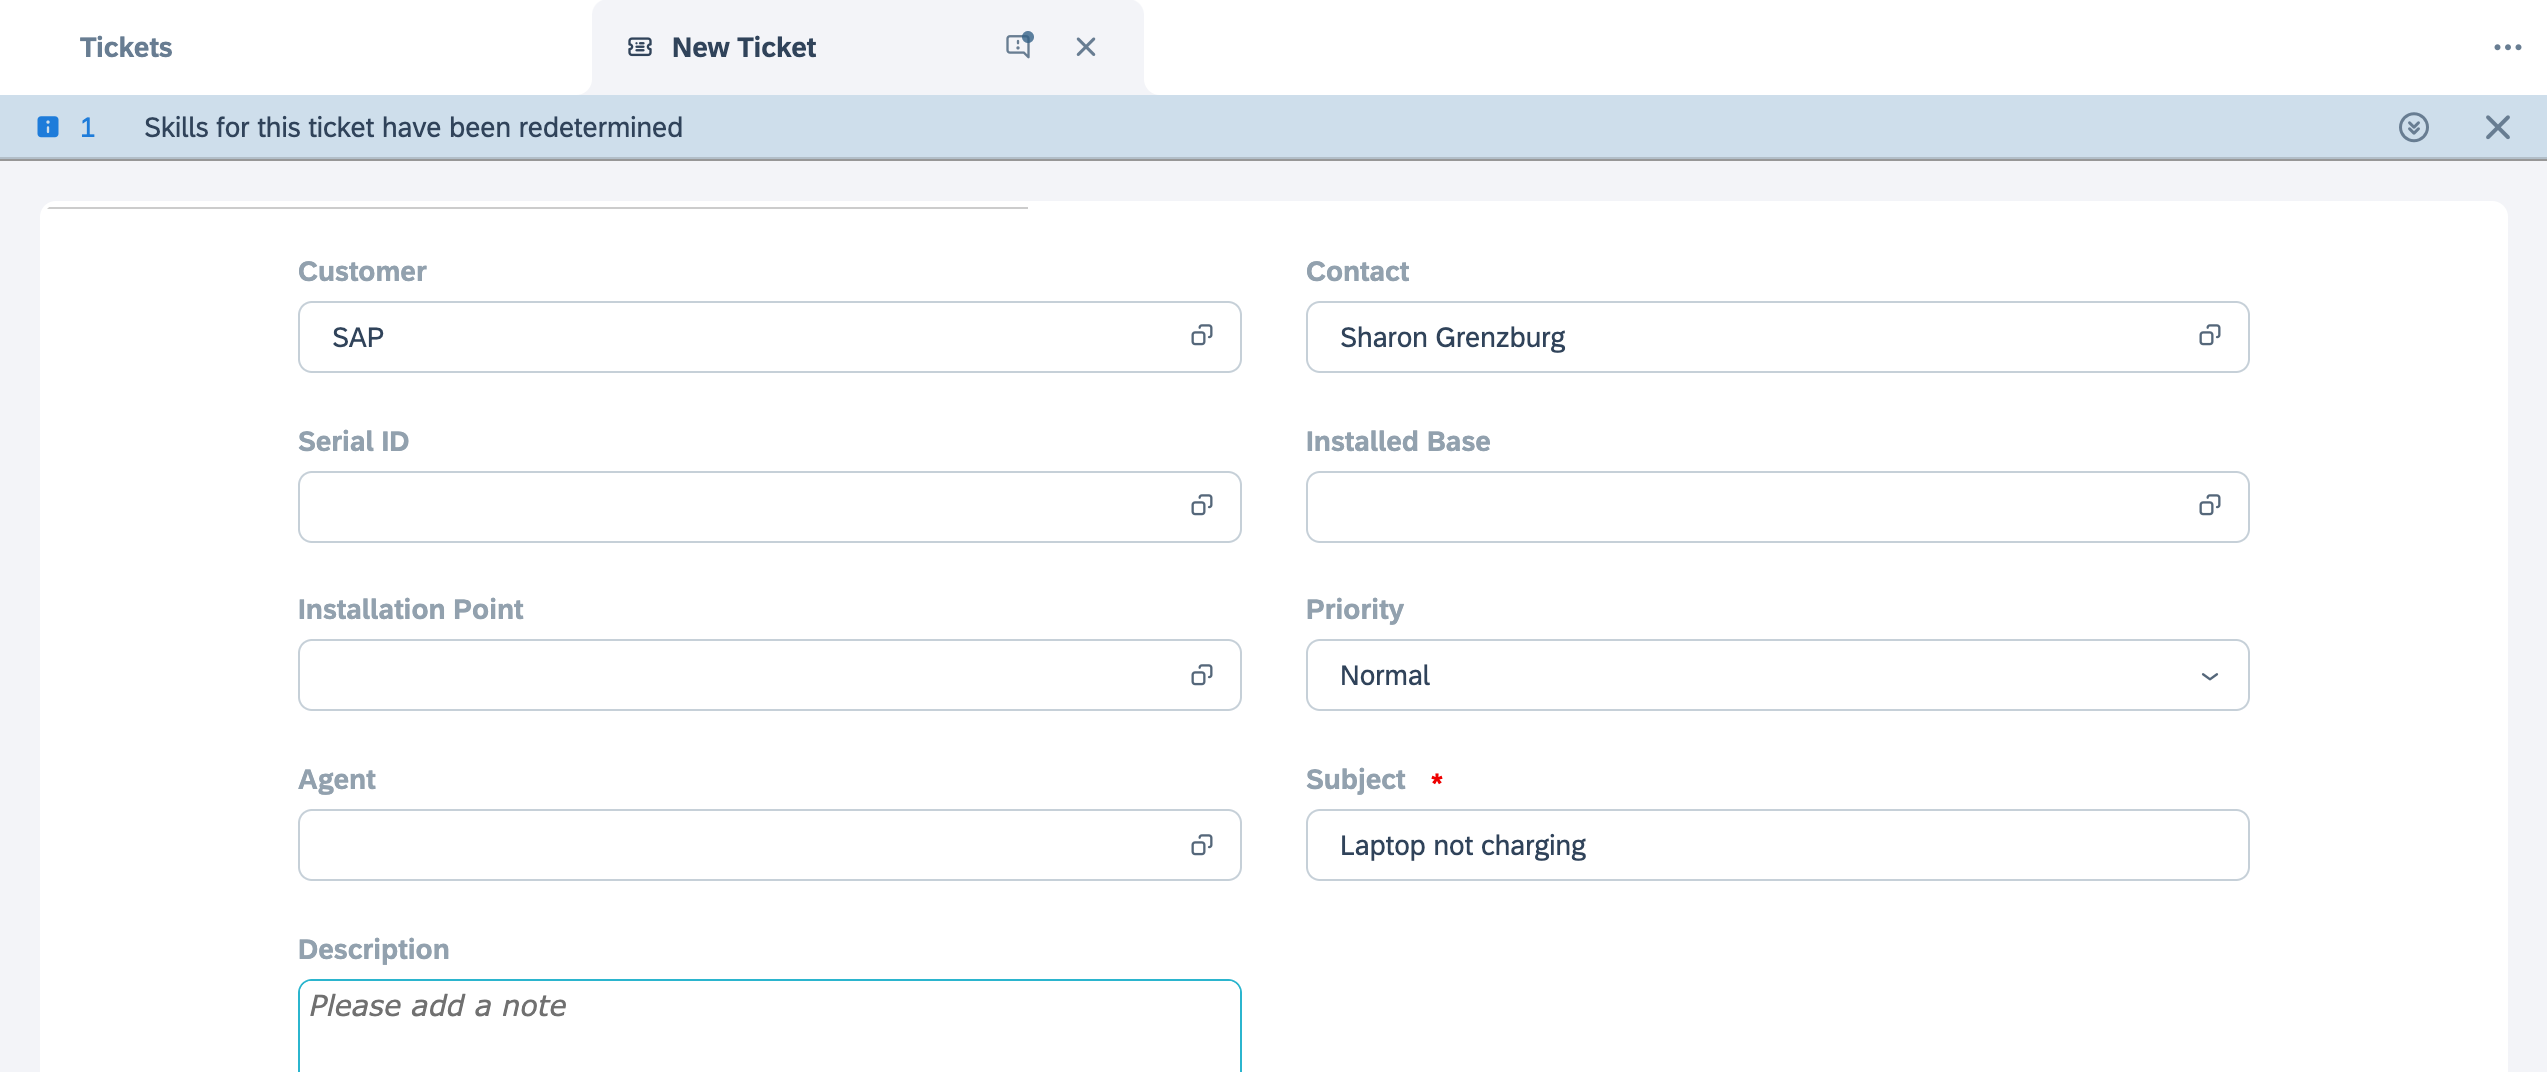 Tickets
New Ticket
1 Skills for this ticket have been redetermined
Customer
SAP
Contact
Sharon Grenzburg
Serial ID
Installed Base
Installation Point
Priority
Normal
Agent
Subject *
Laptop not charging
Description
Please add a note